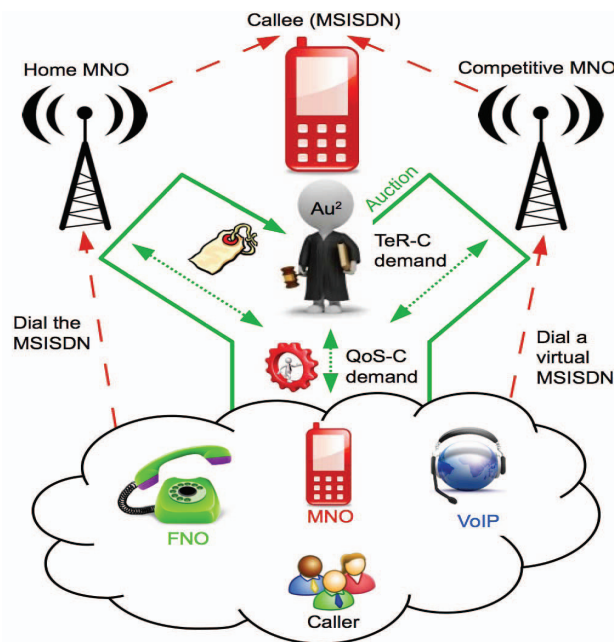 Callee (MSISDN)
Home MNO
Competitive MNO
Auction
Au²
TeR-C
demand
Dial the
MSISDN
QoS-C
demand
Dial a
virtual
MSISDN
FNO
MNO
VoIP
Caller